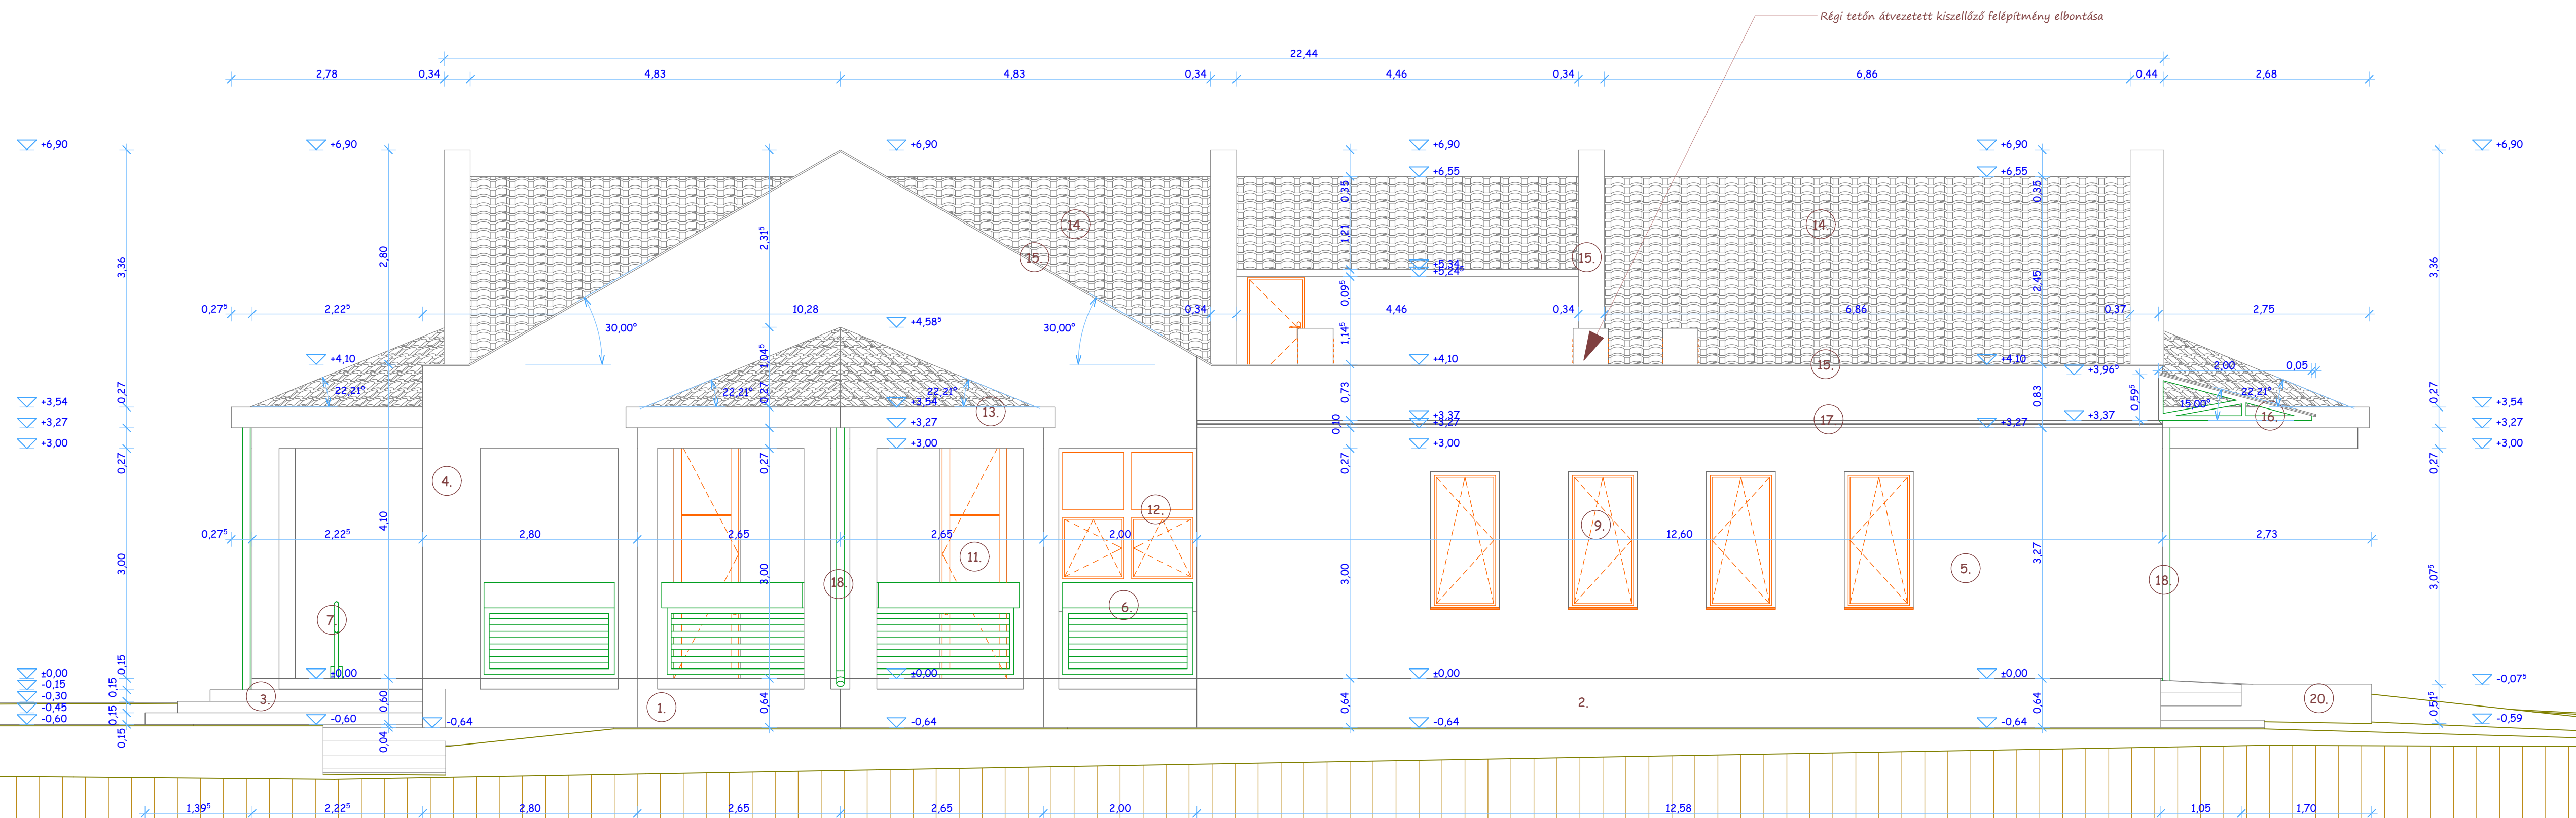 Régi tetőn átvezetett kiszellőző felépítmény elbontása
22,44
2,78 0,34 4,83 4,83 0,34 4,46 0,34 6,86 0,44 2,68
+6,90 +6,90 +6,90 +6,90 +6,90 +6,90
+6,55 +6,55
0,35 0,35
14. 14.
2,31⁵ 1,21
3,36 2,80 15. 15. 3,36
+5,34
+5,24⁵
2,45
0,09⁵
0,27⁵ 2,22⁵ 10,28 0,34 4,46 0,34 6,86 0,37 2,75
30,00° +4,58⁵ 30,00°
1,14⁵
+4,10 1,04⁵ +4,10 15. +4,10
+3,96⁵ 2,00 0,05
0,27 22,21° 0,27 22,21° 22,21° 0,73 0,83 0,59⁵ 15,00° 22,21° 0,27
+3,54 +3,54 13. +3,54
+3,37 +3,37 16.
+3,27 +3,27 0,10 +3,27 17. +3,27 +3,27
+3,00 +3,00 +3,00 +3,00
0,27 0,27 0,27 0,27
4. 12.
4,10 9.
0,27⁵ 2,22⁵ 2,80 2,65 2,65 2,00 12,60 2,73
3,00 3,00 11. 3,00 3,27 3,07⁵
18. 5. 18.
7. 6.
0,15
±0,00 ±0,00 ±0,00 ±0,00 ±0,00 -0,07⁵
-0,15
0,15 -0,30 3. 0,60 0,64 1. 0,64 2. 0,64 0,51⁵ 20.
-0,45
0,15 -0,60 -0,60 -0,64 -0,64 -0,64 -0,64 -0,59
0,15 0,04
1,39⁵ 2,22⁵ 2,80 2,65 2,65 2,00 12,58 1,05 1,70